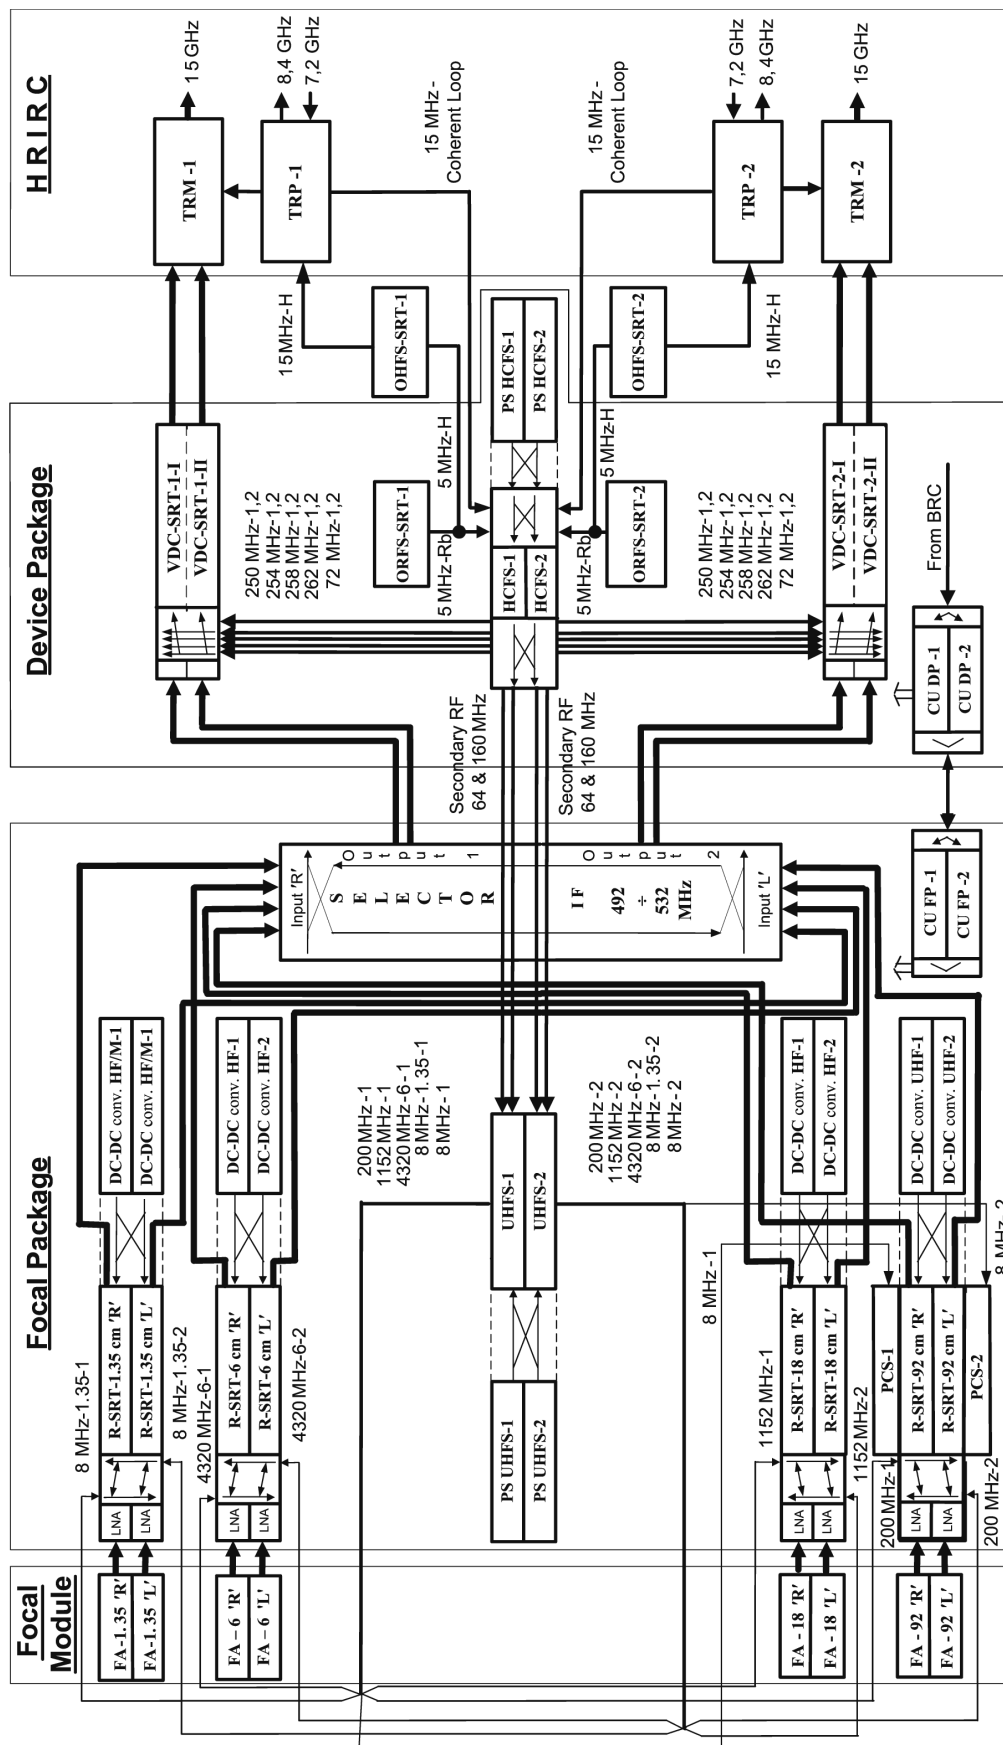 Focal
Module
Focal Package
Device Package
H R I R C
FA-1.35 'R'
FA-1.35 'L'
LNA
LNA
R-SRT-1.35 cm 'R'
R-SRT-1.35 cm 'L'
DC-DC conv. HF/M-1
DC-DC conv. HF/M-1
8 MHz-1.35-1
8 MHz-1.35-2
FA – 6 'R'
FA – 6 'L'
LNA
LNA
R-SRT-6 cm 'R'
R-SRT-6 cm 'L'
DC-DC conv. HF-1
DC-DC conv. HF-2
4320 MHz-6-1
4320 MHz-6-2
PS UHFS-1
PS UHFS-2
UHFS-1
UHFS-2
200 MHz-1
1152 MHz-1
4320 MHz-6-1
8 MHz-1.35-1
8 MHz-1
200 MHz-2
1152 MHz-2
4320 MHz-6-2
8 MHz-1.35-2
8 MHz-2
FA - 18 'R'
FA - 18 'L'
LNA
LNA
R-SRT-18 cm 'R'
R-SRT-18 cm 'L'
DC-DC conv. HF-1
DC-DC conv. HF-2
1152 MHz-1
1152 MHz-2
8 MHz-1
FA - 92 'R'
FA - 92 'L'
LNA
LNA
PCS-1
R-SRT-92 cm 'R'
R-SRT-92 cm 'L'
PCS-2
DC-DC conv. UHF-1
DC-DC conv. UHF-2
200 MHz-1
200 MHz-2
8 MHz-2
Input 'R'
SELECTOR
IF
492
÷
532
MHz
Input 'L'
Output 1
Output 2
CU FP -1
CU FP -2
Secondary RF
64 & 160 MHz
Secondary RF
64 & 160 MHz
CU DP -1
CU DP -2
From BRC
VDC-SRT-1-I
VDC-SRT-1-II
250 MHz-1,2
254 MHz-1,2
258 MHz-1,2
262 MHz-1,2
72 MHz-1,2
ORFS-SRT-1
5 MHz-Rb
5 MHz-H
HCFS-1
HCFS-2
PS HCFS-1
PS HCFS-2
5 MHz-Rb
5 MHz-H
ORFS-SRT-2
250 MHz-1,2
254 MHz-1,2
258 MHz-1,2
262 MHz-1,2
72 MHz-1,2
VDC-SRT-2-I
VDC-SRT-2-II
OHFS-SRT-1
15MHz-H
OHFS-SRT-2
15 MHz-H
TRM -1
15 GHz
TRP -1
8,4 GHz
7,2 GHz
15 MHz -
Coherent Loop
15 MHz -
Coherent Loop
TRP -2
7,2 GHz
8,4GHz
TRM -2
15 GHz